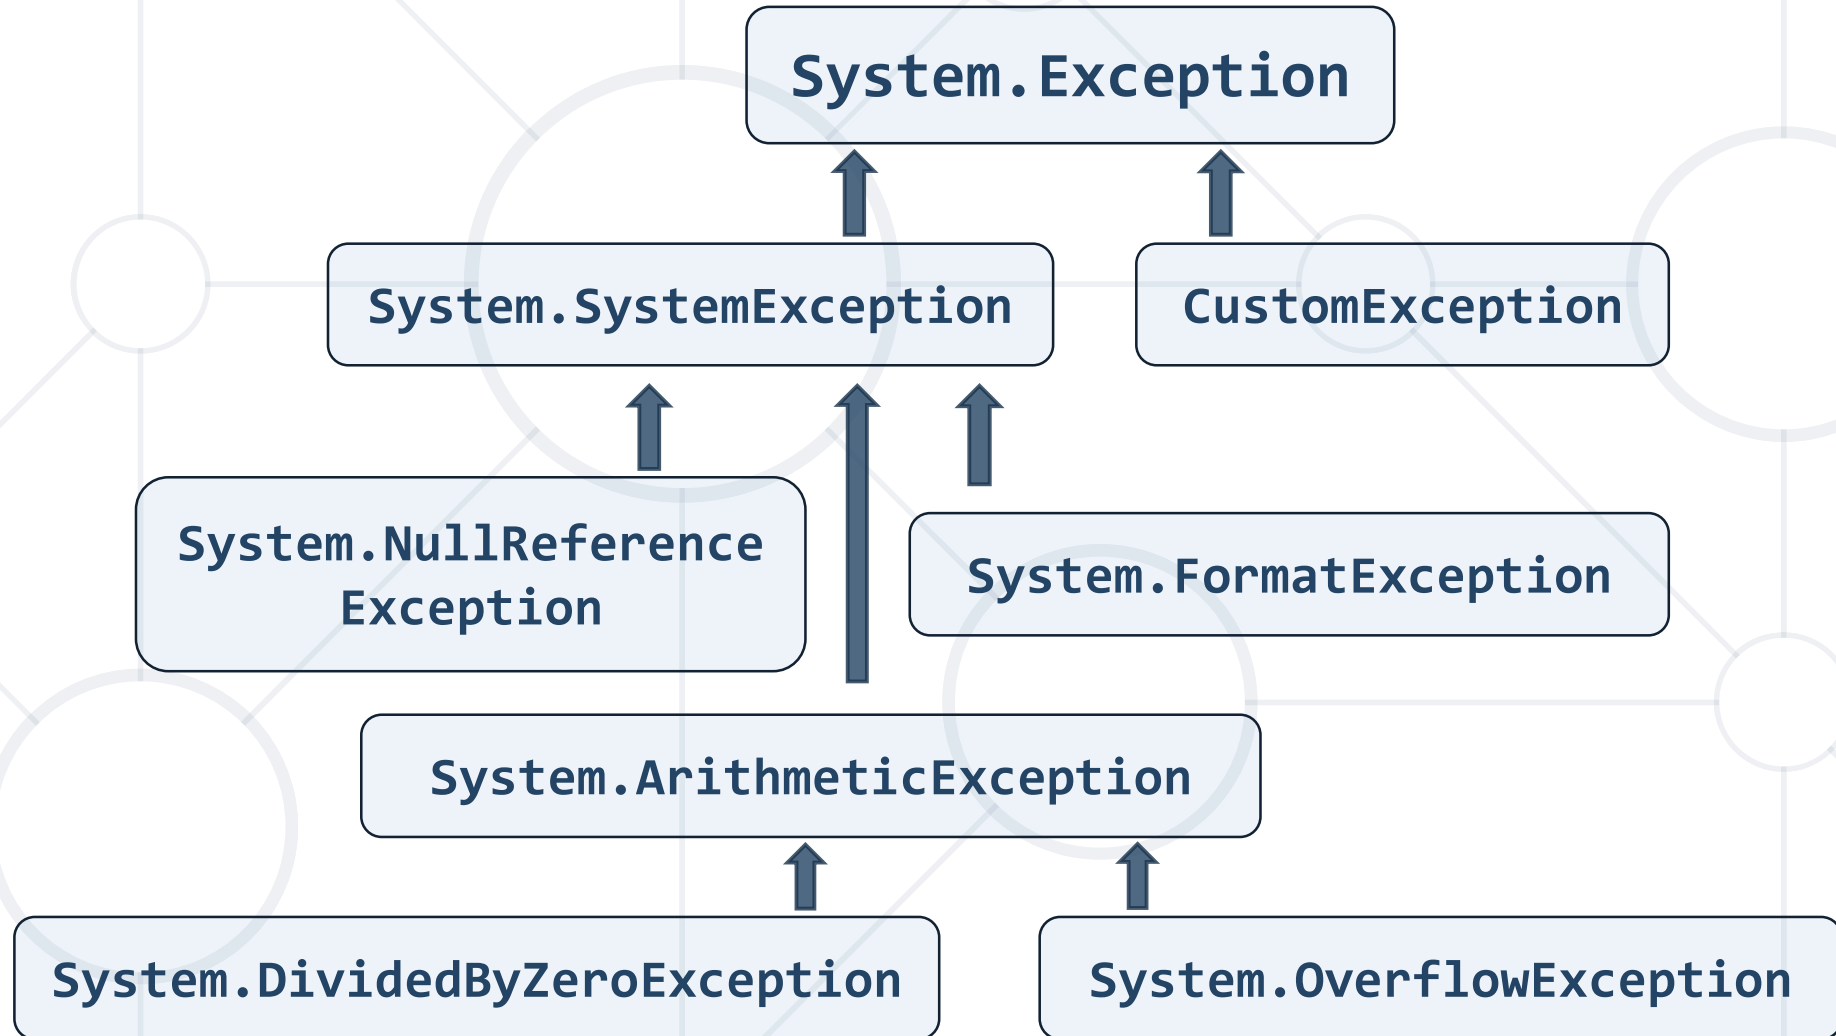 System.Exception
System.SystemException
CustomException
System.NullReference
Exception
System.FormatException
System.ArithmeticException
System.DividedByZeroException
System.OverflowException